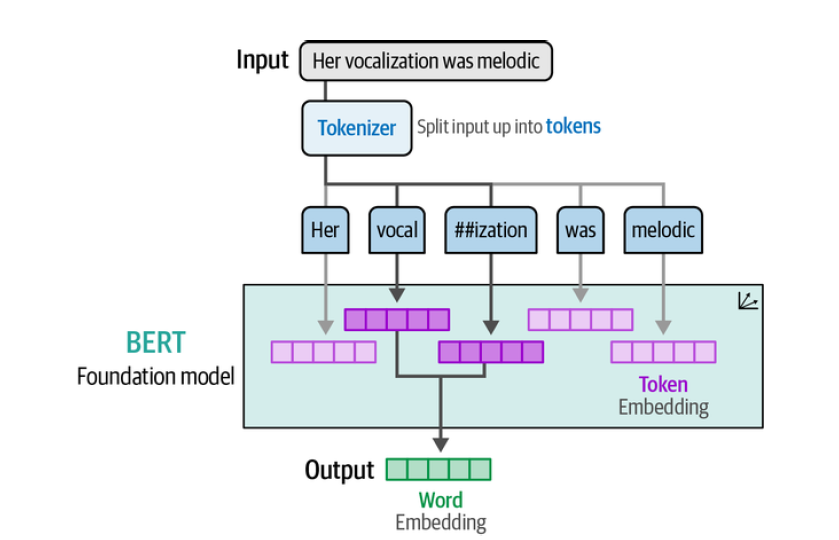 Input Her vocalization was melodic
Tokenizer Split input up into tokens
Her vocal ##ization was melodic
BERT
Foundation model
Token
Embedding
Output
Word
Embedding